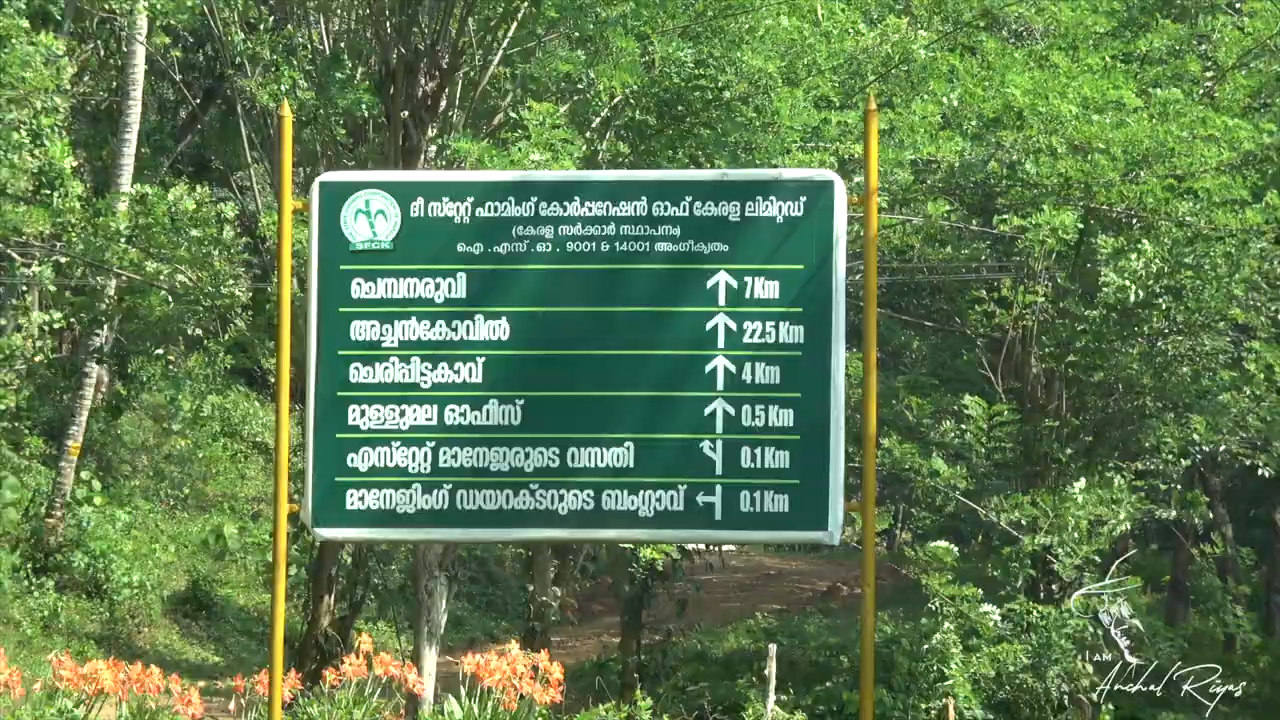 ദീ സ്റ്റേറ്റ് ഫാമിംഗ് കോർപ്പറേഷൻ ഓഫ് കേരള ലിമിറ്റഡ്
(കേരള സർക്കാർ സ്ഥാപനം)
ഐ .എസ് .ഓ . 9001 & 14001 അംഗീകൃതം
SFCK
ചെമ്പനരുവി ↑ 7 Km
അച്ചൻകോവിൽ ↑ 22.5 Km
ചെരിപ്പിട്ടകാവ് ↑ 4 Km
മുള്ളുമല ഓഫീസ് ↑ 0.5 Km
എസ്റ്റേറ്റ് മാനേജരുടെ വസതി 0.1 Km
മാനേജിംഗ് ഡയറക്ടറുടെ ബംഗ്ലാവ് 0.1 Km
I AM
Anchal Riyas